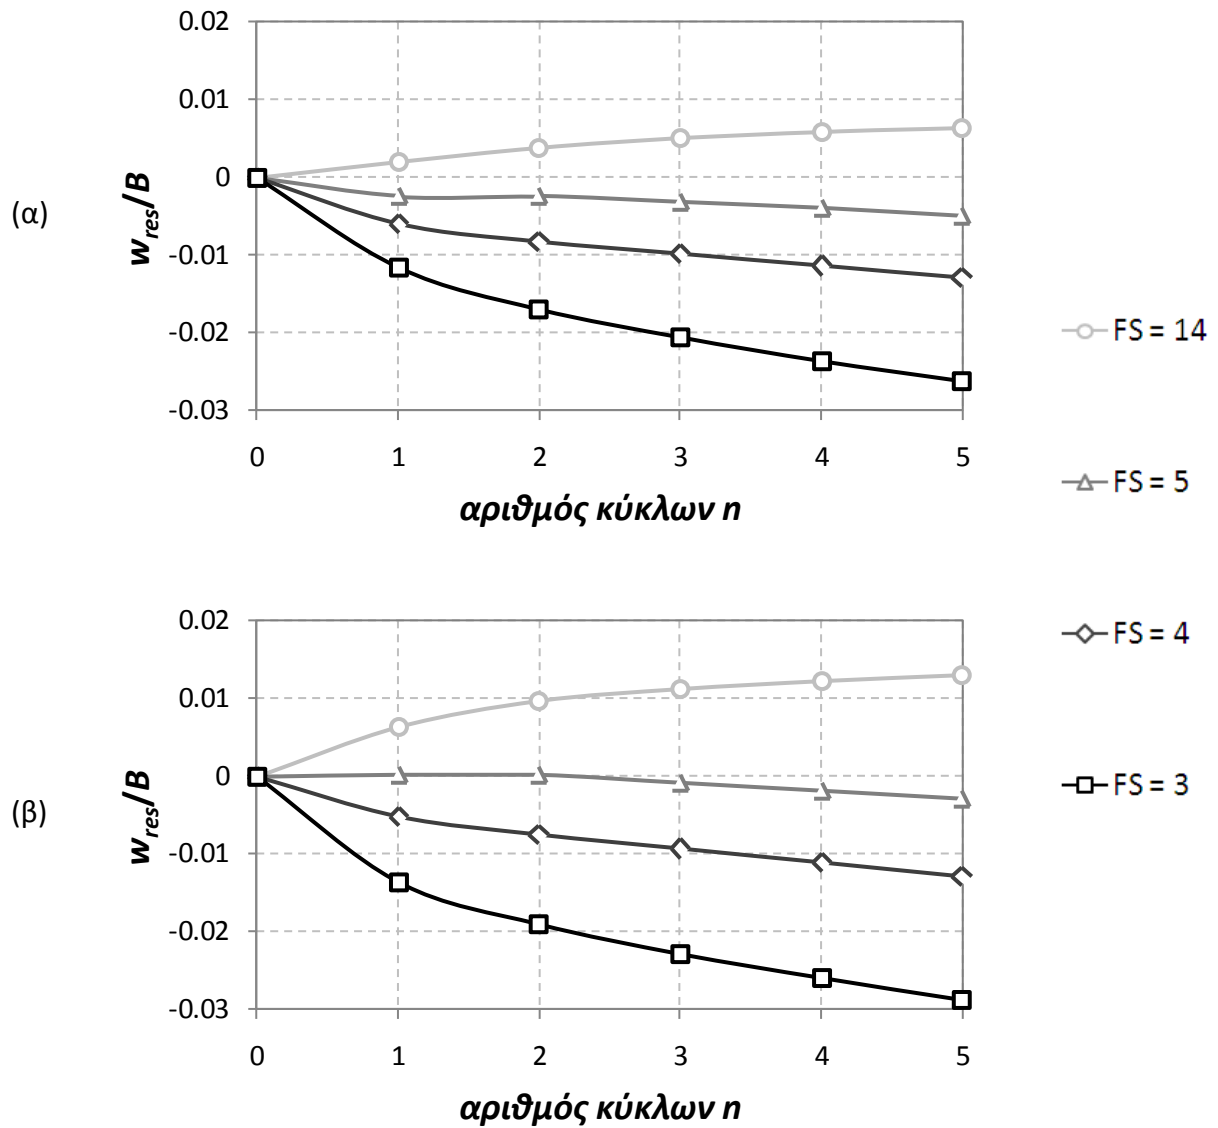 0.02
0.01
0
-0.01
-0.02
-0.03
(α)
w_res/B
0 1 2 3 4 5
αριθμός κύκλων n
FS = 14
FS = 5
FS = 4
FS = 3
0.02
0.01
0
-0.01
-0.02
-0.03
(β)
w_res/B
0 1 2 3 4 5
αριθμός κύκλων n